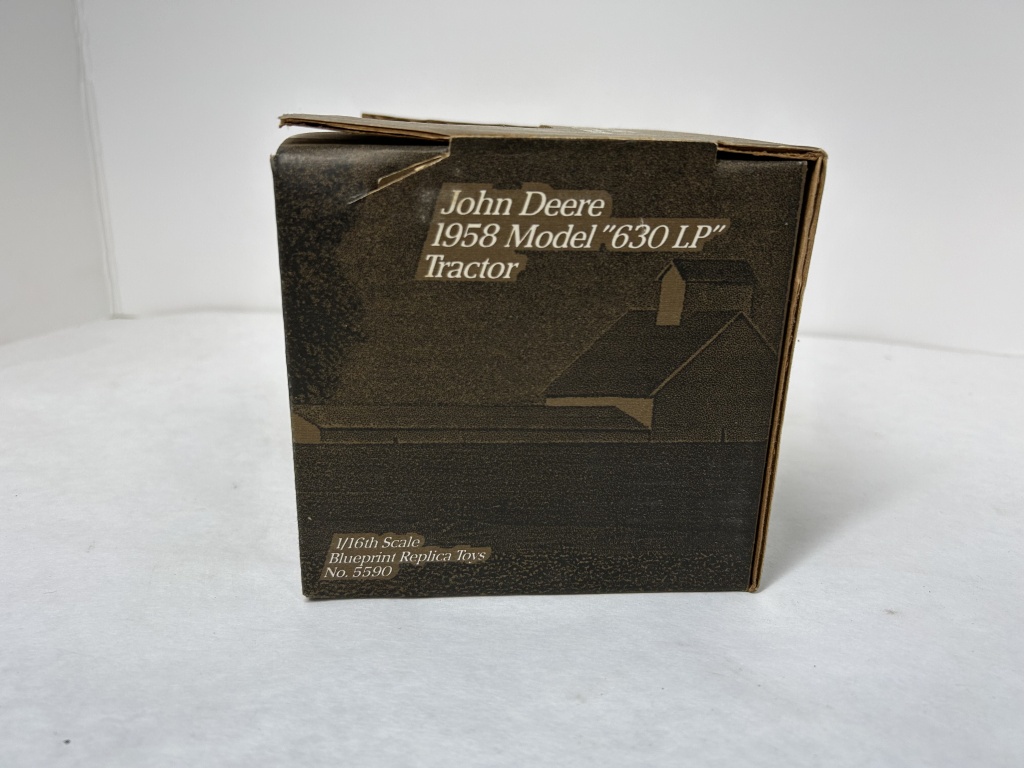 John Deere
1958 Model "630 LP"
Tractor
1/16th Scale
Blueprint Replica Toys
No. 5590